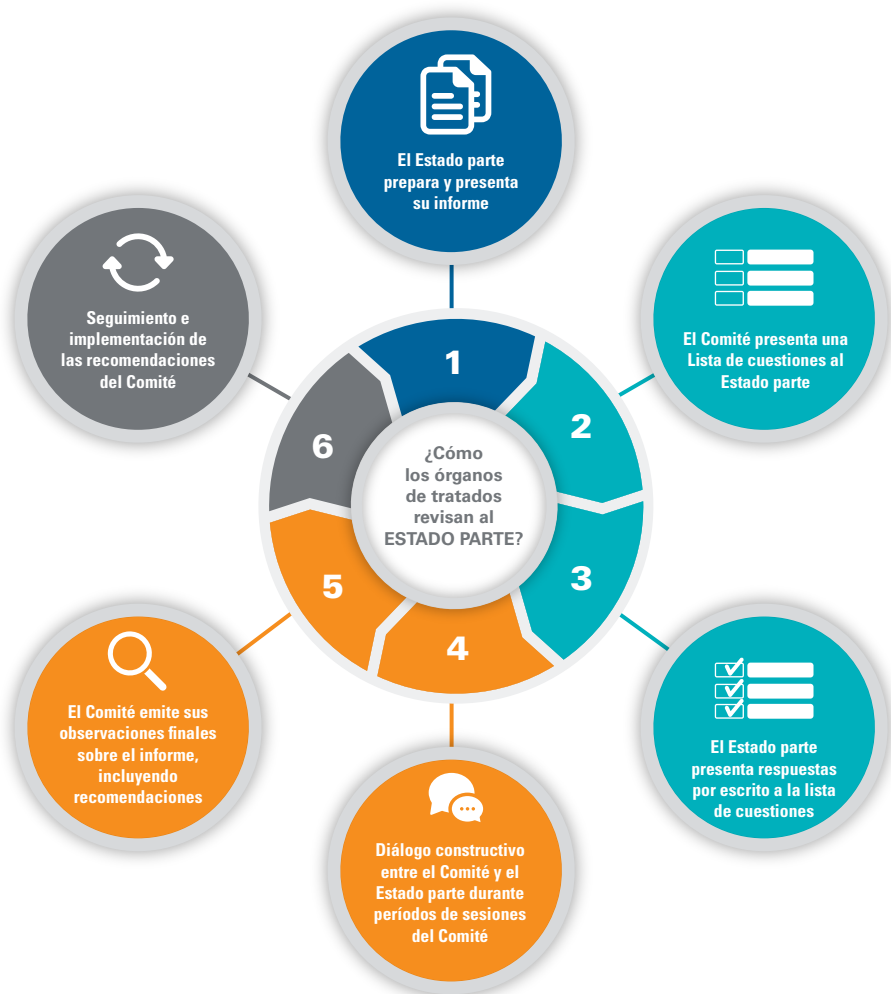 ¿Cómo
los órganos
de tratados
revisan al
ESTADO PARTE?
1
El Estado parte
prepara y presenta
su informe
2
El Comité presenta una
Lista de cuestiones al
Estado parte
3
El Estado parte
presenta respuestas
por escrito a la lista
de cuestiones
4
Diálogo constructivo
entre el Comité y el
Estado parte durante
períodos de sesiones
del Comité
5
El Comité emite sus
observaciones finales
sobre el informe,
incluyendo
recomendaciones
6
Seguimiento e
implementación de
las recomendaciones
del Comité